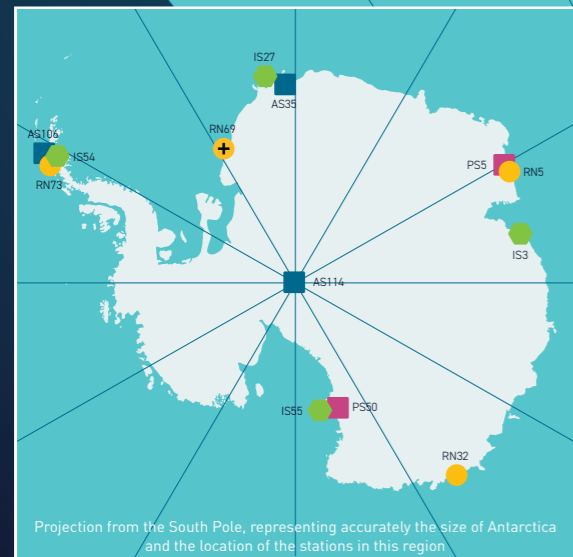 IS27
AS35
RN69
AS106
IS54
RN73
PS5
RN5
IS3
AS114
IS55
PS50
RN32
Projection from the South Pole, representing accurately the size of Antarctica
and the location of the stations in this region